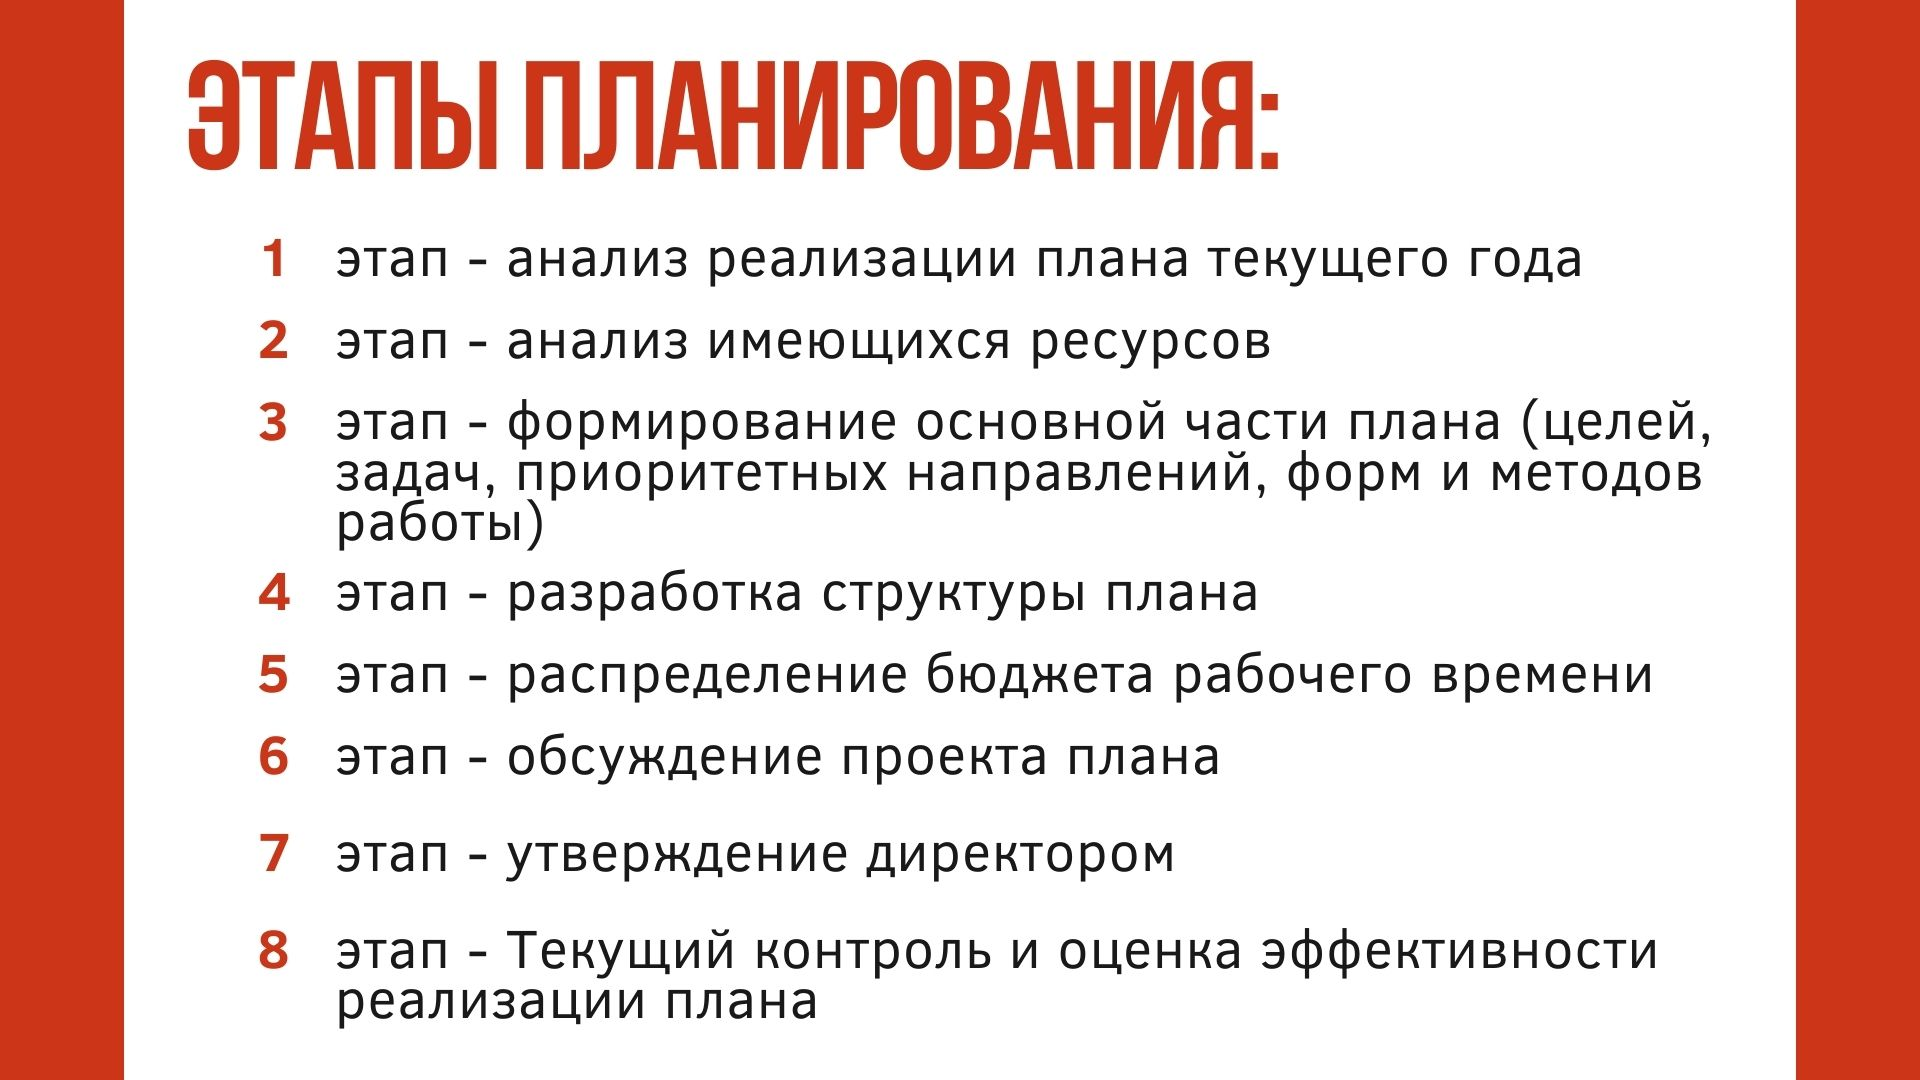 ЭТАПЫ ПЛАНИРОВАНИЯ:
1 этап - анализ реализации плана текущего года
2 этап - анализ имеющихся ресурсов
3 этап - формирование основной части плана (целей,
задач, приоритетных направлений, форм и методов
работы)
4 этап - разработка структуры плана
5 этап - распределение бюджета рабочего времени
6 этап - обсуждение проекта плана
7 этап - утверждение директором
8 этап - Текущий контроль и оценка эффективности
реализации плана